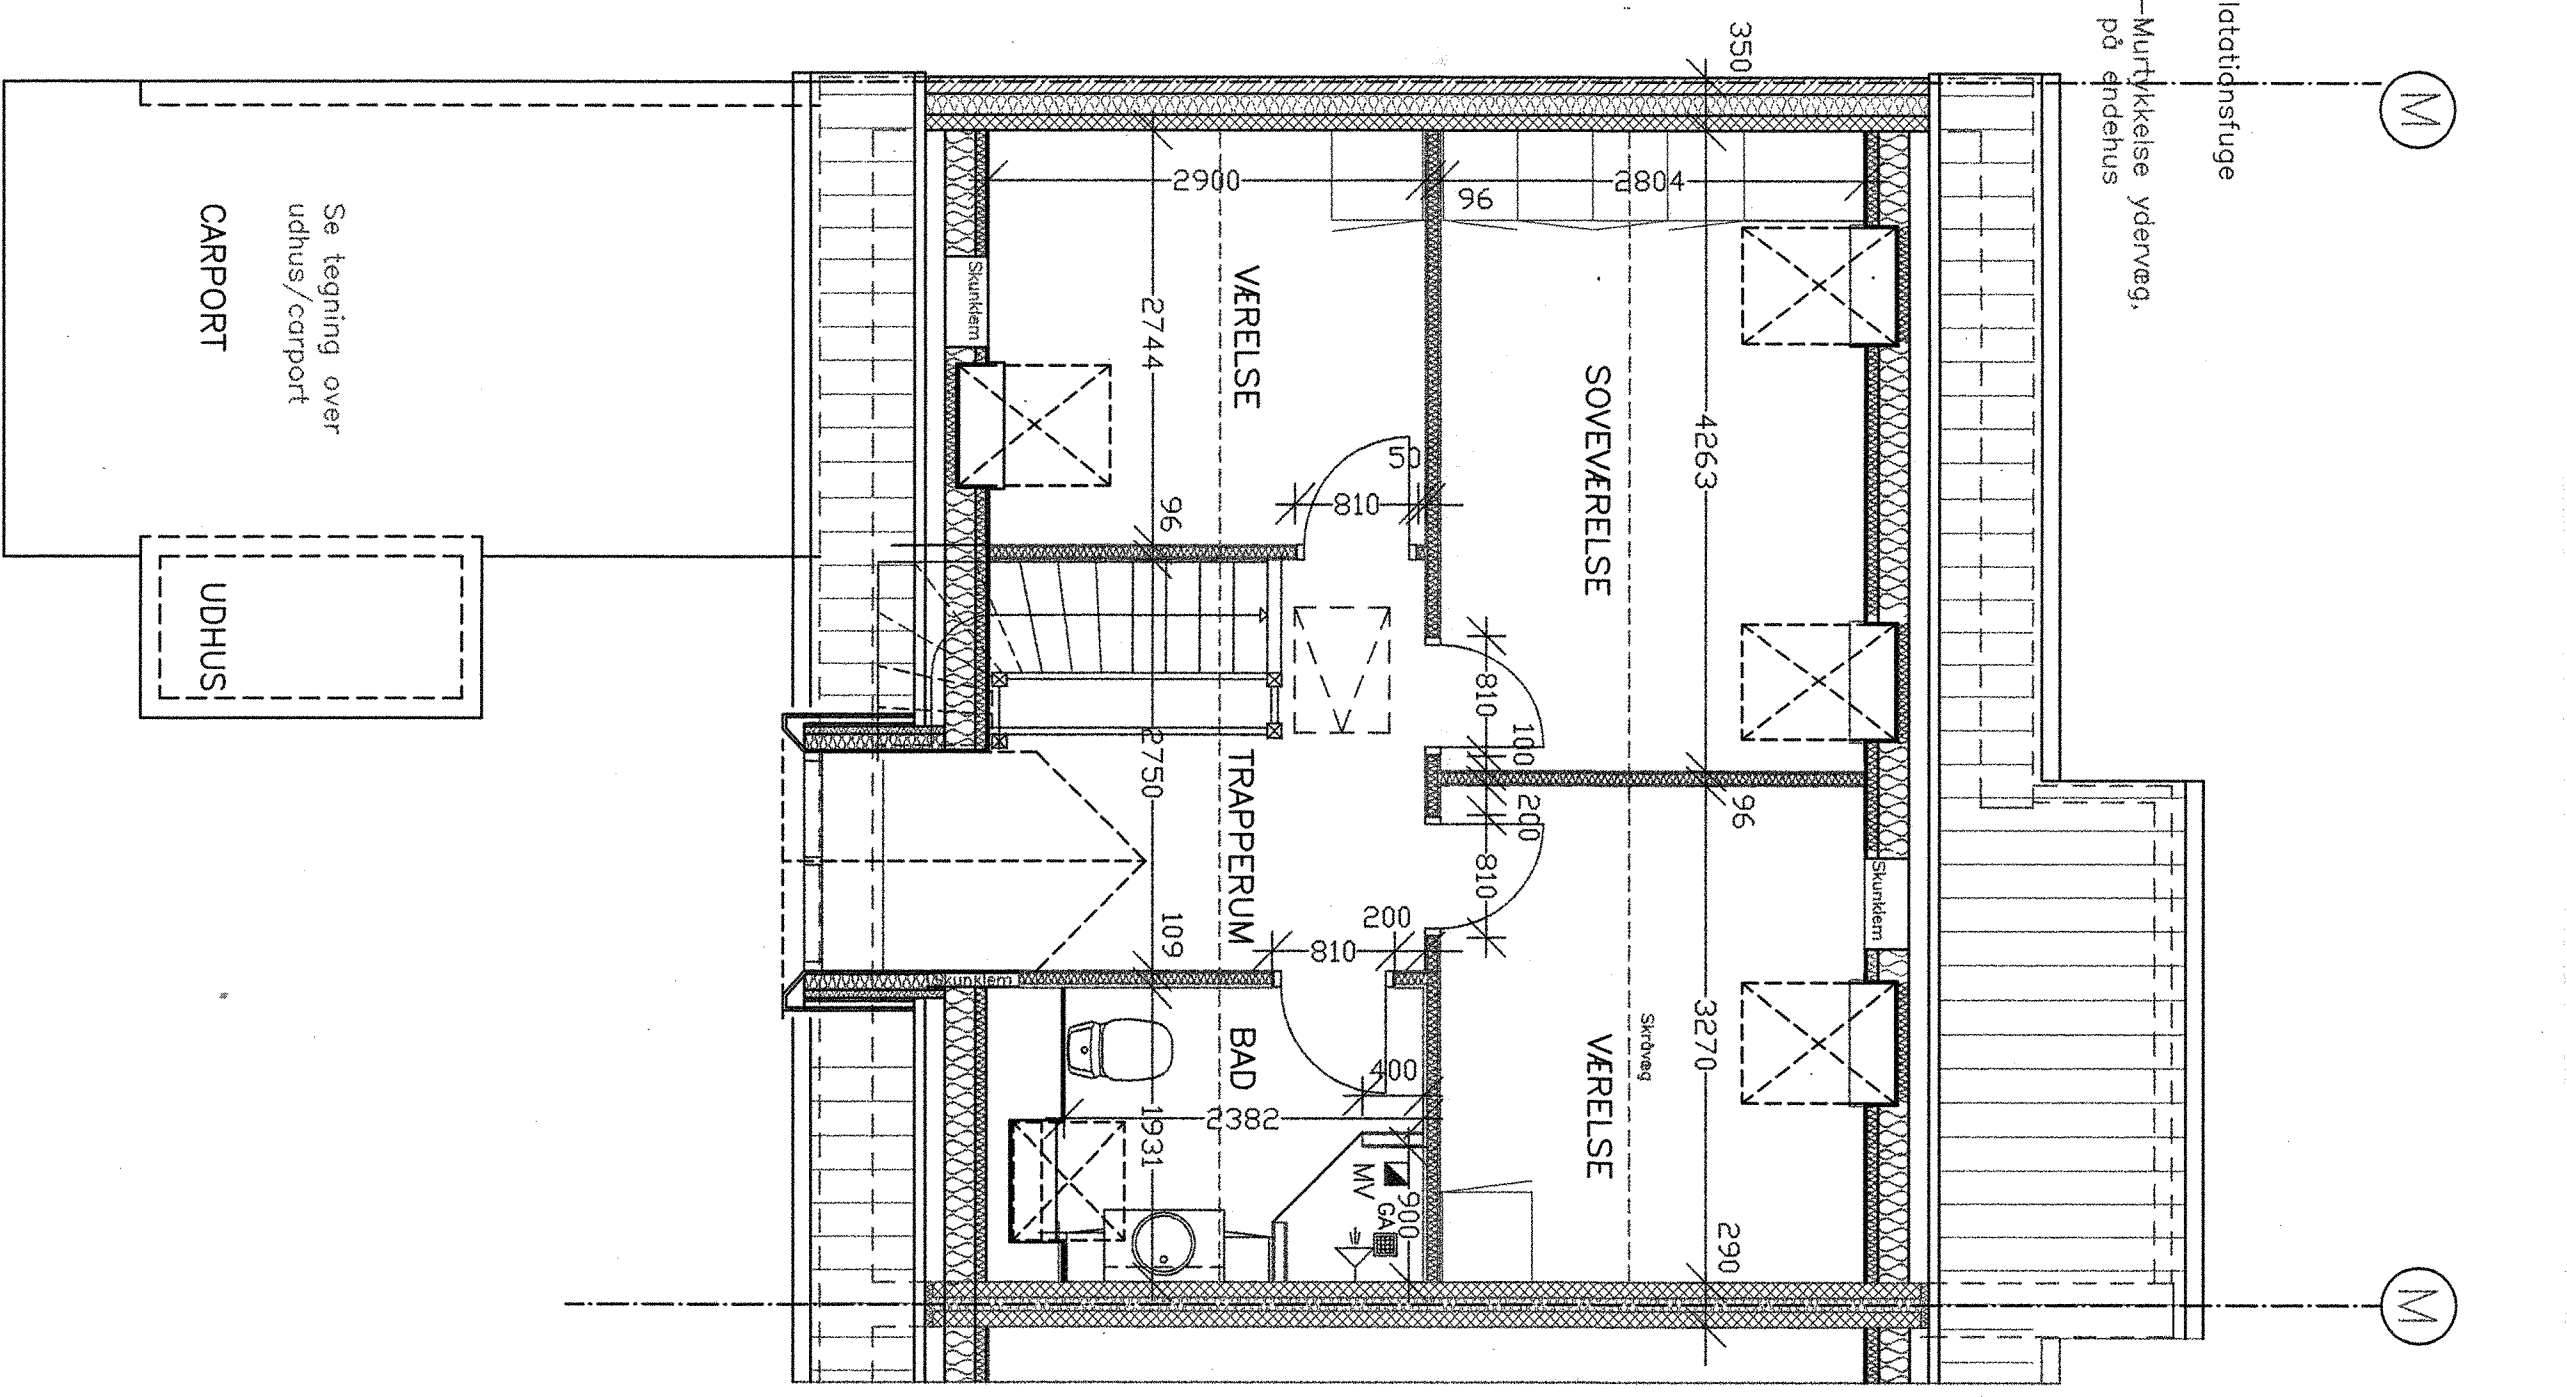 latationsfuge
-Murtykkelse ydervæg,
på endehus
M
M
350
2900
96
2804
VÆRELSE
2744
96
Skunklem
50
810
SOVEVÆRELSE
4263
96
810
100
200
810
TRAPPERUM
2750
109
200
810
Skunklem
Skunklem
BAD
1931
2382
400
900
MV
GA
VÆRELSE
Skråvæg
3270
290
Se tegning over
udhus/carport
CARPORT
UDHUS